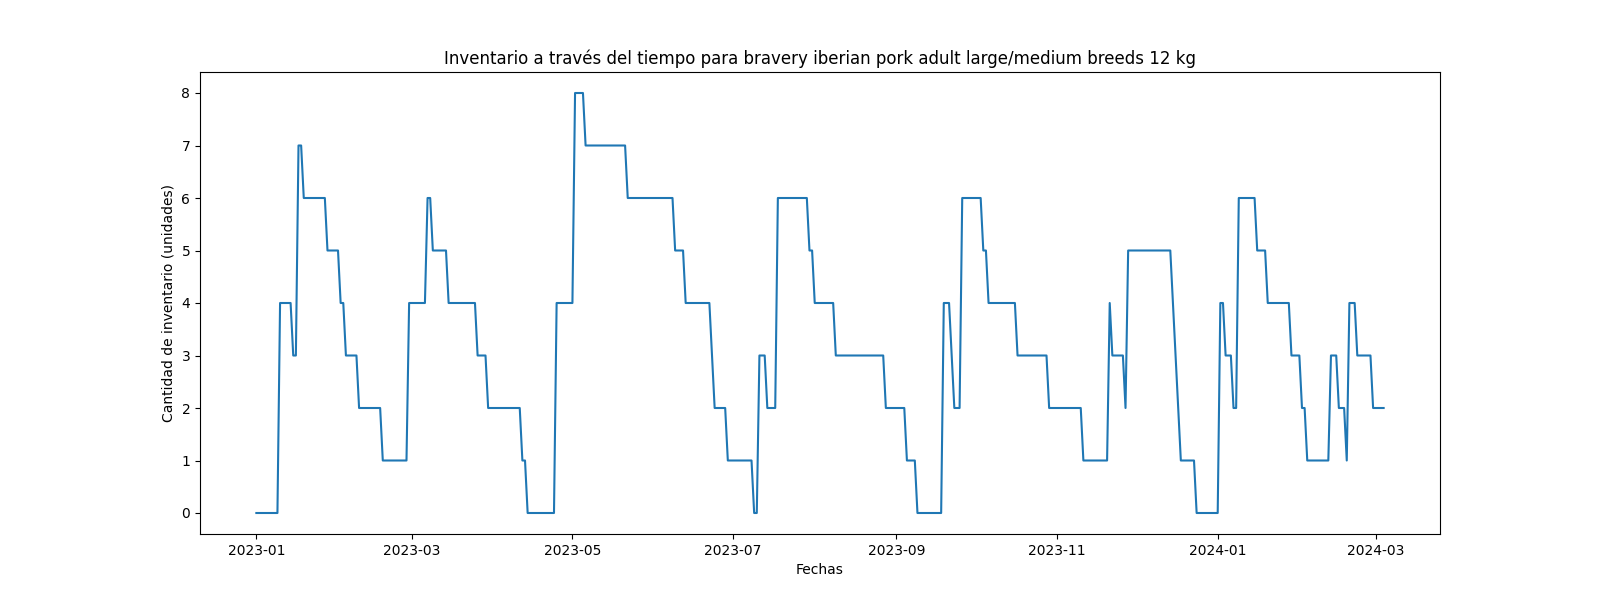 Inventario a través del tiempo para bravery iberian pork adult large/medium breeds 12 kg
Cantidad de inventario (unidades)
8
7
6
5
4
3
2
1
0
2023-01 2023-03 2023-05 2023-07 2023-09 2023-11 2024-01 2024-03
Fechas